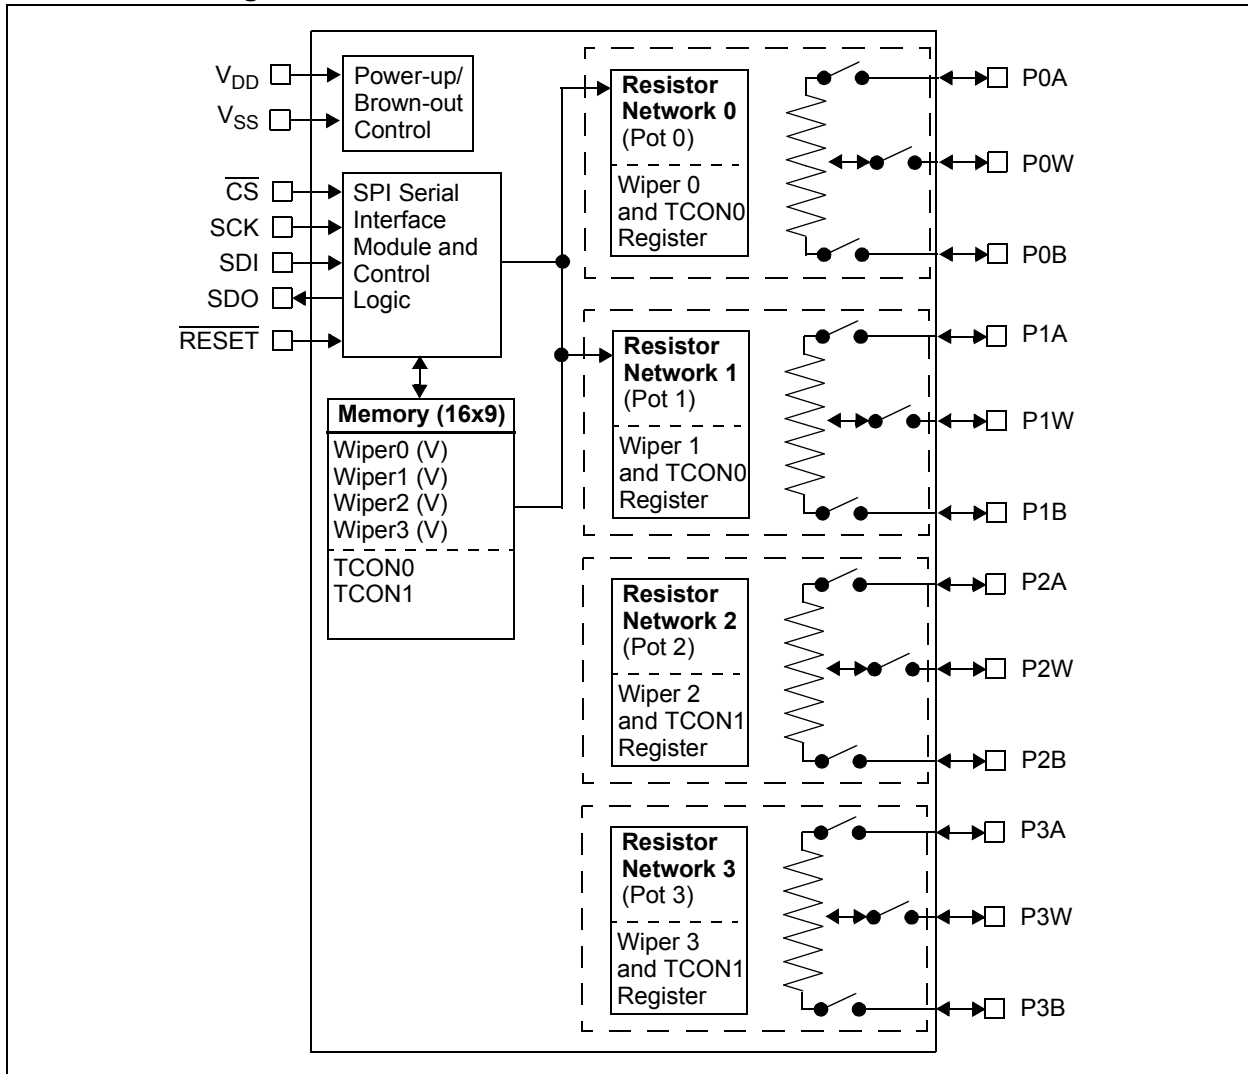 V_DD
V_SS
Power-up/
Brown-out
Control
CS
SCK
SDI
SDO
RESET
SPI Serial
Interface
Module and
Control
Logic
Memory (16x9)
Wiper0 (V)
Wiper1 (V)
Wiper2 (V)
Wiper3 (V)
TCON0
TCON1
Resistor
Network 0
(Pot 0)
Wiper 0
and TCON0
Register
P0A
P0W
P0B
Resistor
Network 1
(Pot 1)
Wiper 1
and TCON0
Register
P1A
P1W
P1B
Resistor
Network 2
(Pot 2)
Wiper 2
and TCON1
Register
P2A
P2W
P2B
Resistor
Network 3
(Pot 3)
Wiper 3
and TCON1
Register
P3A
P3W
P3B